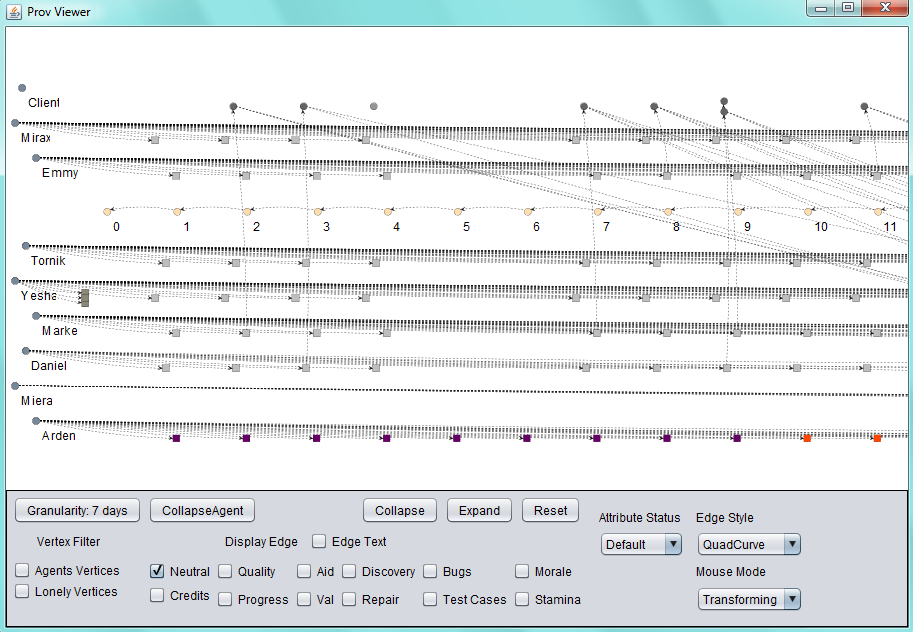 Prov Viewer
Client
Mirax
Emmy
0 1 2 3 4 5 6 7 8 9 10 11
Tornik
Yesha
Marke
Daniel
Miera
Arden
Granularity: 7 days CollapseAgent Collapse Expand Reset
Attribute Status Edge Style
Vertex Filter Display Edge Edge Text
Default QuadCurve
Agents Vertices Neutral Quality Aid Discovery Bugs Morale Mouse Mode
Lonely Vertices Credits Progress Val Repair Test Cases Stamina Transforming